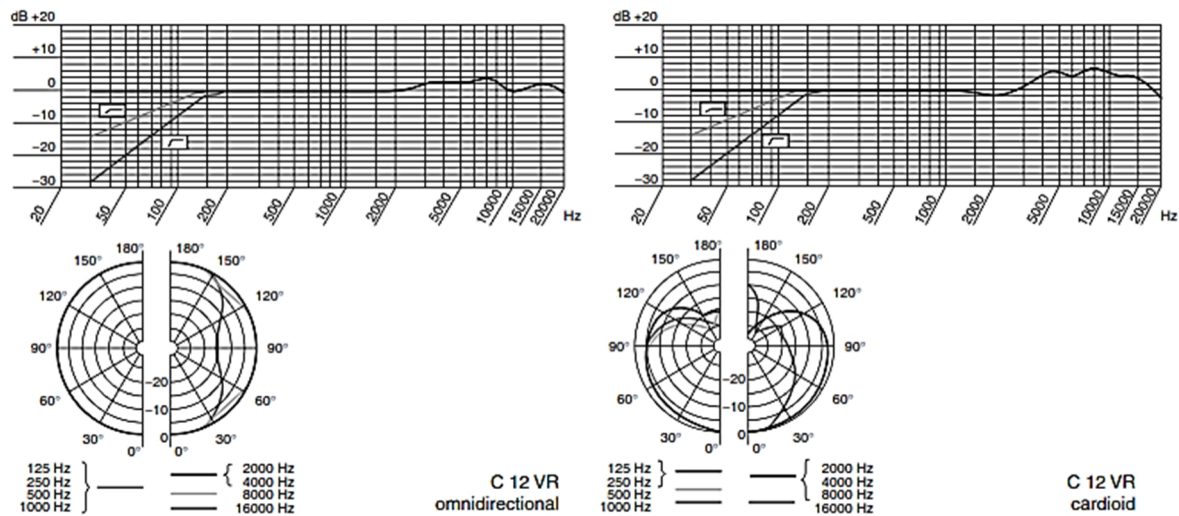 dB +20
+10
0
−10
−20
−30
20 50 100 200 500 1000 2000 5000 10000 15000 20000 Hz
180° 180°
150° 150°
120° 120°
90° 90°
60° 60°
30° 30°
0° 0°
−20
−10
0
125 Hz
250 Hz
500 Hz
1000 Hz
2000 Hz
4000 Hz
8000 Hz
16000 Hz
C 12 VR
omnidirectional
dB +20
+10
0
−10
−20
−30
20 50 100 200 500 1000 2000 5000 10000 15000 20000 Hz
180° 180°
150° 150°
120° 120°
90° 90°
60° 60°
30° 30°
0° 0°
−20
−10
0
125 Hz
250 Hz
500 Hz
1000 Hz
2000 Hz
4000 Hz
8000 Hz
16000 Hz
C 12 VR
cardioid